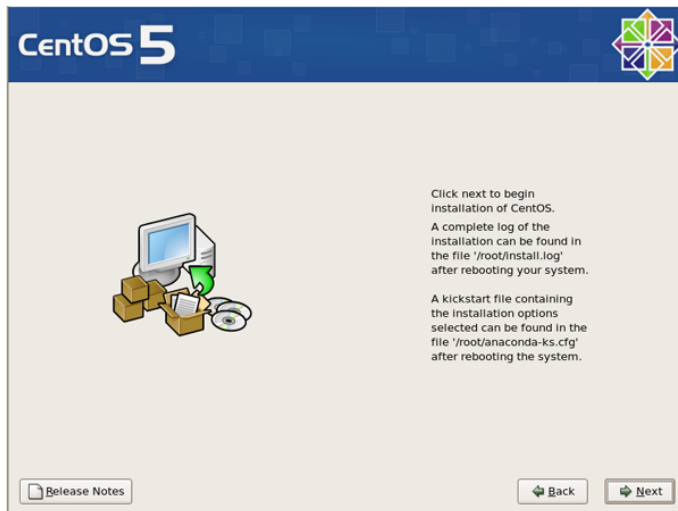 CentOS 5
Click next to begin
installation of CentOS.
A complete log of the
installation can be found in
the file '/root/install.log'
after rebooting your system.
A kickstart file containing
the installation options
selected can be found in the
file '/root/anaconda-ks.cfg'
after rebooting the system.
Release Notes
Back
Next